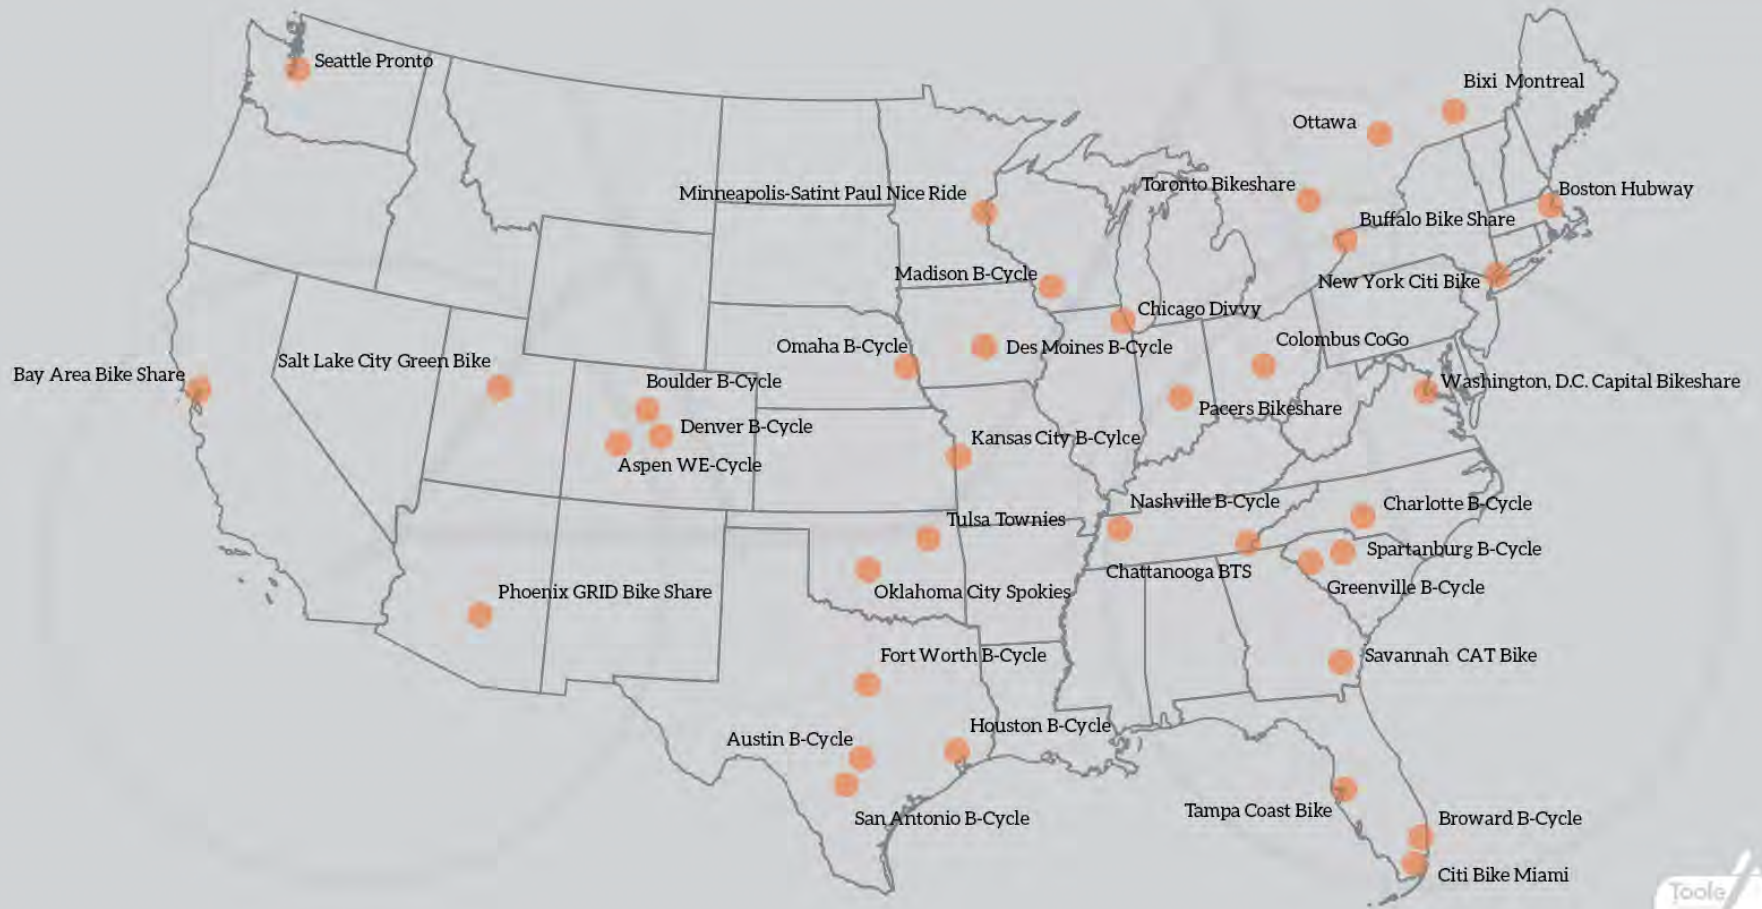 Seattle Pronto
Bixi Montreal
Ottawa
Toronto Bikeshare
Boston Hubway
Minneapolis-Satint Paul Nice Ride
Buffalo Bike Share
Madison B-Cycle
New York Citi Bike
Chicago Divvy
Colombus CoGo
Omaha B-Cycle
Des Moines B-Cycle
Salt Lake City Green Bike
Bay Area Bike Share
Boulder B-Cycle
Washington, D.C. Capital Bikeshare
Pacers Bikeshare
Denver B-Cycle
Kansas City B-Cylce
Aspen WE-Cycle
Nashville B-Cycle
Charlotte B-Cycle
Tulsa Townies
Spartanburg B-Cycle
Chattanooga BTS
Greenville B-Cycle
Phoenix GRID Bike Share
Oklahoma City Spokies
Fort Worth B-Cycle
Savannah CAT Bike
Houston B-Cycle
Austin B-Cycle
Tampa Coast Bike
San Antonio B-Cycle
Broward B-Cycle
Citi Bike Miami
Toole